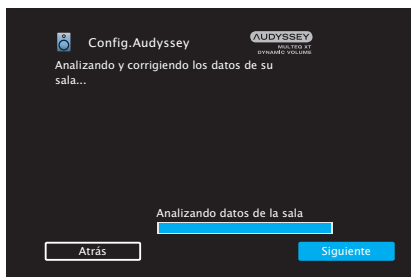 Config.Audyssey
AUDYSSEY
MULTEQ XT
DYNAMIC VOLUME
Analizando y corrigiendo los datos de su
sala...
Analizando datos de la sala
Atrás
Siguiente